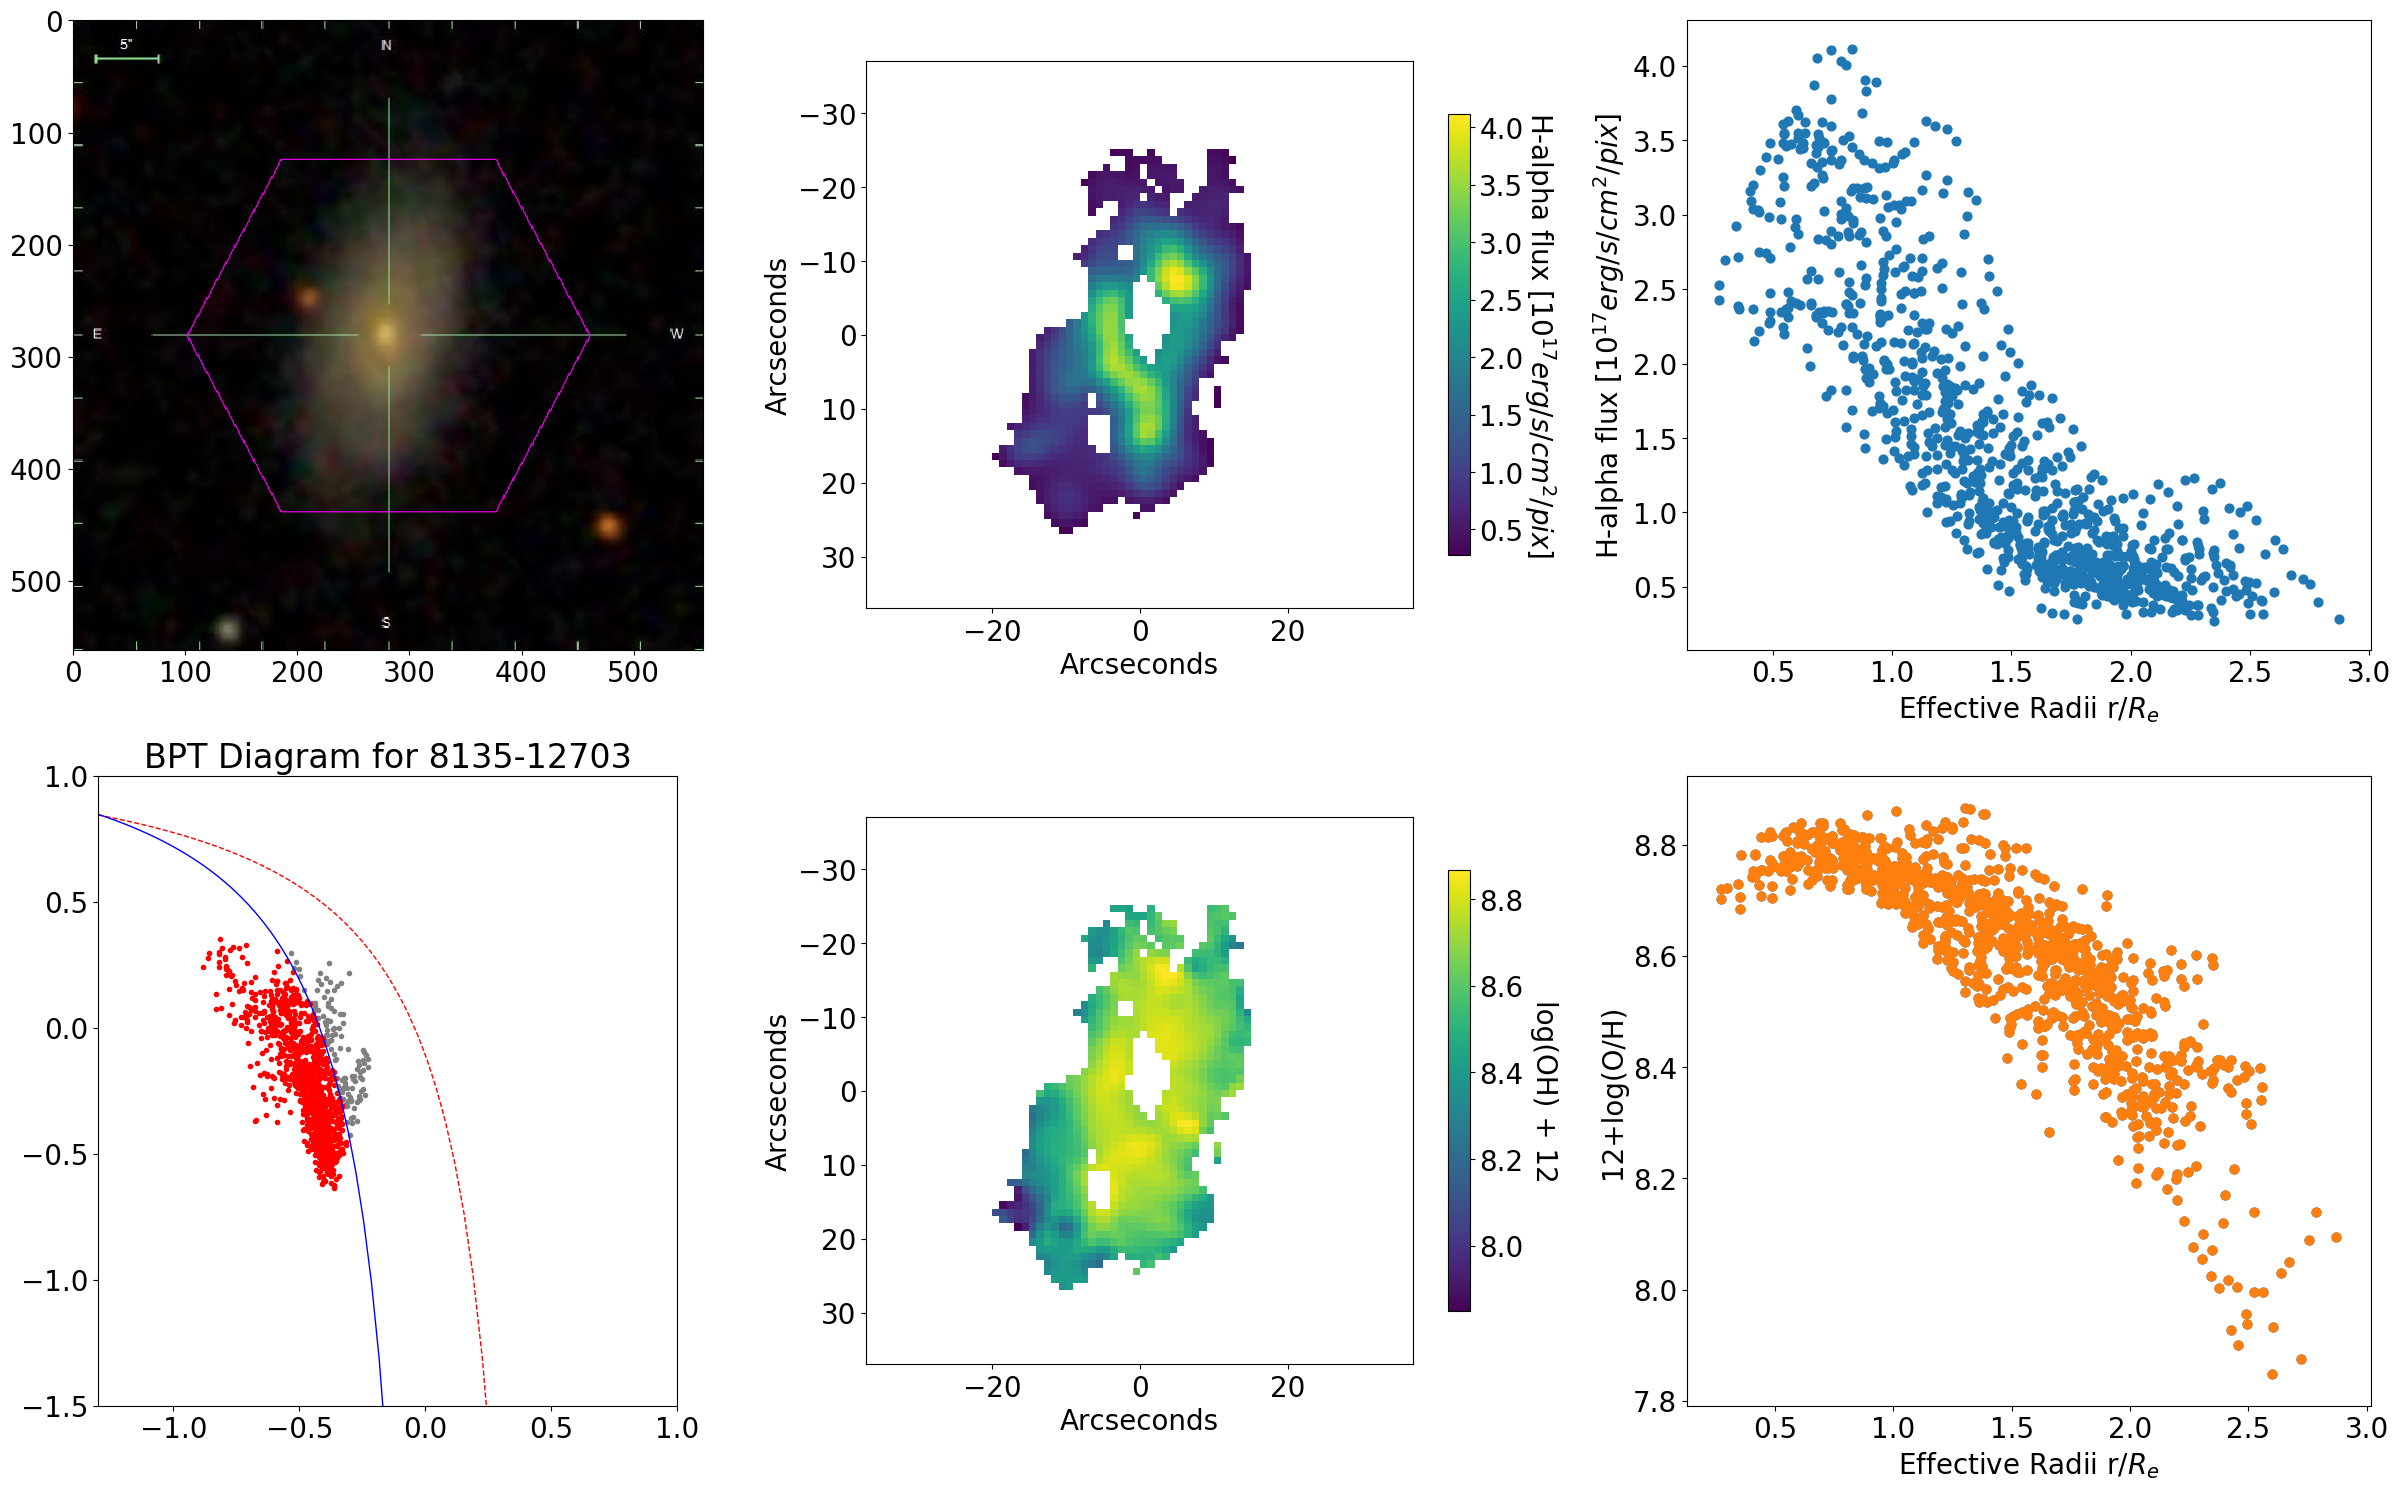 0
100
200
300
400
500
5"
N
E
W
S
0 100 200 300 400 500
−30
−20
−10
0
10
20
30
Arcseconds
−20 0 20
Arcseconds
4.0
3.5
3.0
2.5
2.0
1.5
1.0
0.5
H-alpha flux [10^17 erg/s/cm^2/pix]
H-alpha flux [10^17 erg/s/cm^2/pix]
4.0
3.5
3.0
2.5
2.0
1.5
1.0
0.5
0.5 1.0 1.5 2.0 2.5 3.0
Effective Radii r/R_e
BPT Diagram for 8135-12703
1.0
0.5
0.0
−0.5
−1.0
−1.5
−1.0 −0.5 0.0 0.5 1.0
−30
−20
−10
0
10
20
30
Arcseconds
−20 0 20
Arcseconds
8.8
8.6
8.4
8.2
8.0
log(OH) + 12
12+log(O/H)
8.8
8.6
8.4
8.2
8.0
7.8
0.5 1.0 1.5 2.0 2.5 3.0
Effective Radii r/R_e